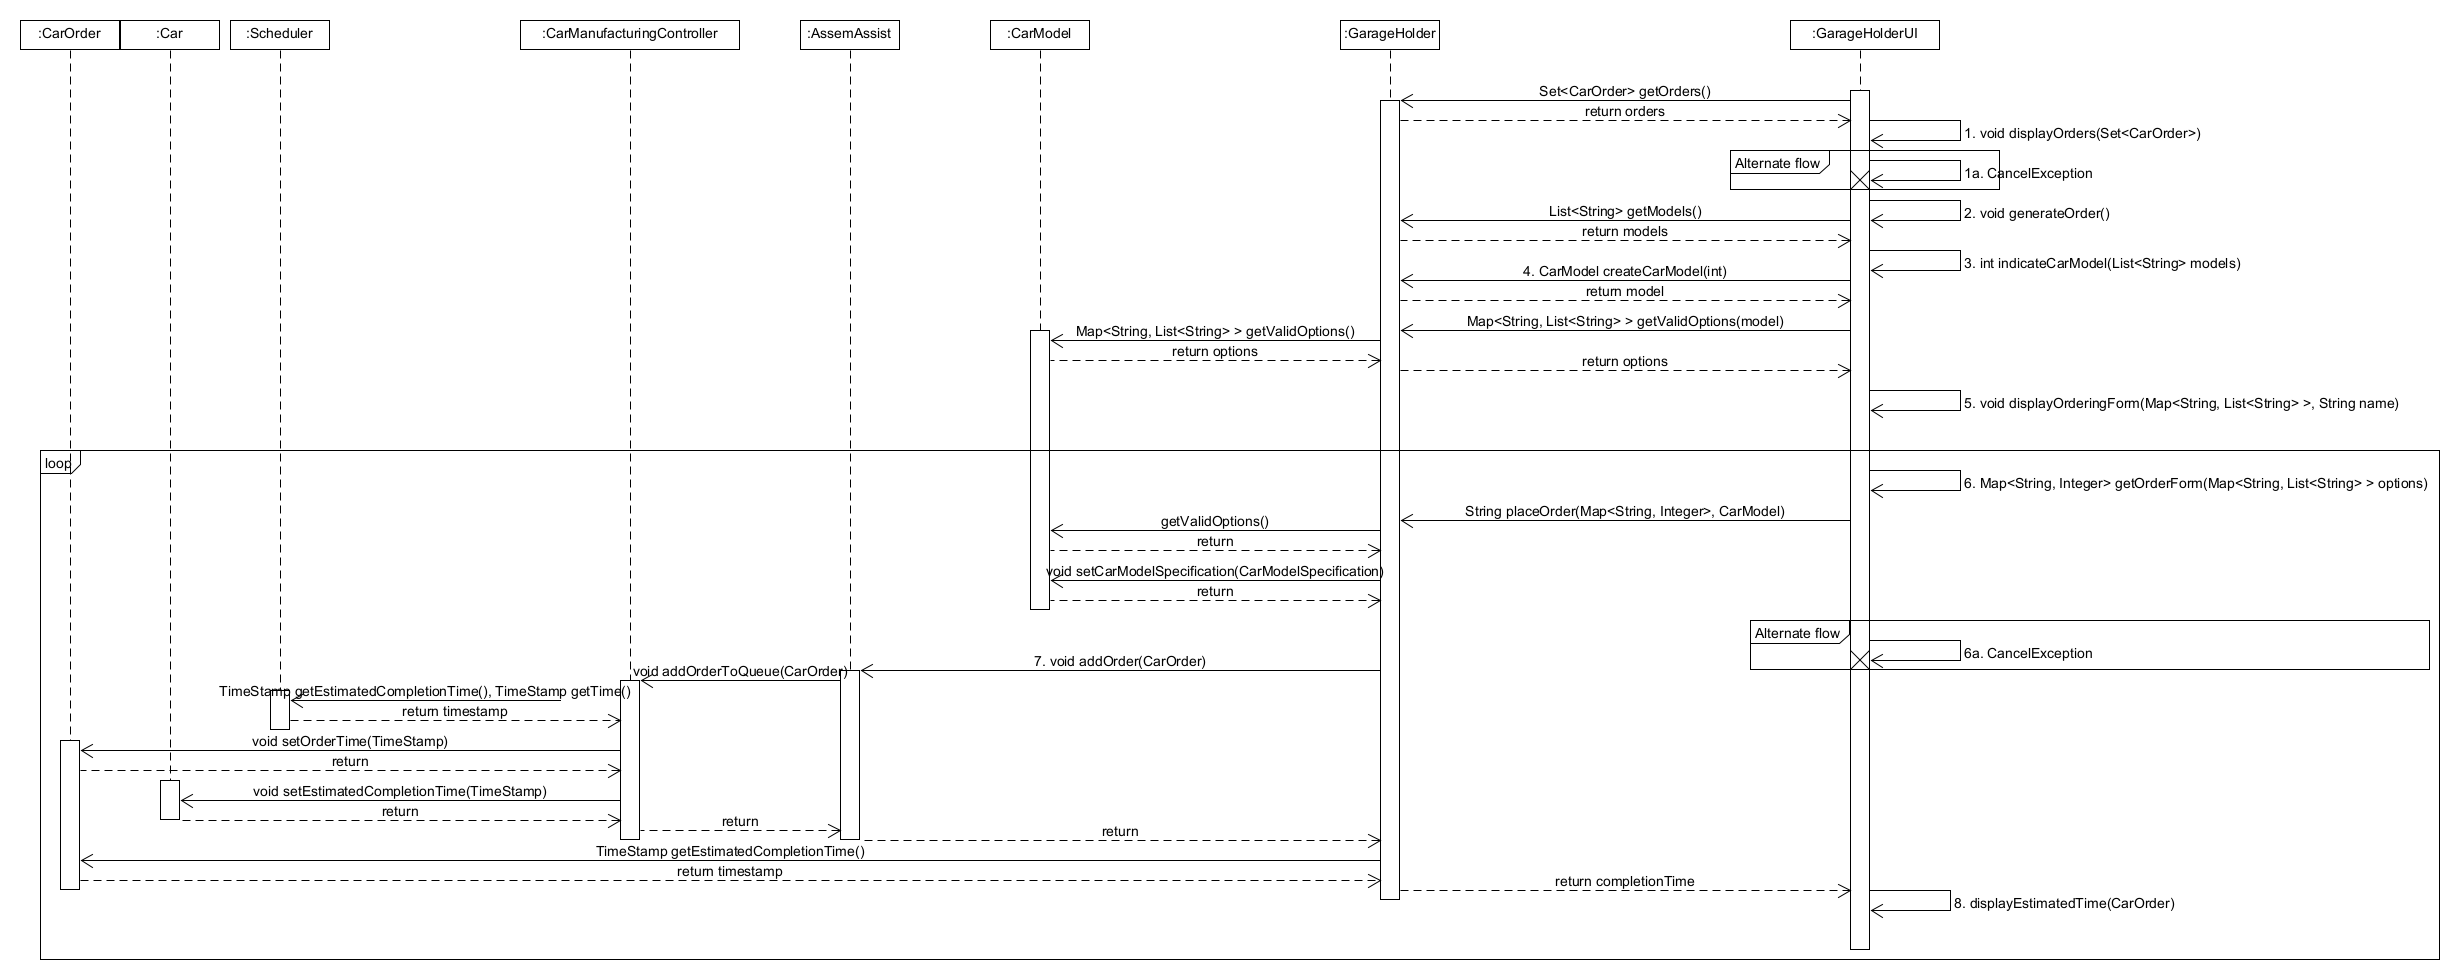 :CarOrder
:Car
:Scheduler
:CarManufacturingController
:AssemAssist
:CarModel
:GarageHolder
:GarageHolderUI
Set<CarOrder> getOrders()
return orders
1. void displayOrders(Set<CarOrder>)
Alternate flow
1a. CancelException
List<String> getModels()
2. void generateOrder()
return models
3. int indicateCarModel(List<String> models)
4. CarModel createCarModel(int)
return model
Map<String, List<String> > getValidOptions(model)
Map<String, List<String> > getValidOptions()
return options
return options
5. void displayOrderingForm(Map<String, List<String> >, String name)
loop
6. Map<String, Integer> getOrderForm(Map<String, List<String> > options)
String placeOrder(Map<String, Integer>, CarModel)
getValidOptions()
return
void setCarModelSpecification(CarModelSpecification)
return
Alternate flow
6a. CancelException
7. void addOrder(CarOrder)
void addOrderToQueue(CarOrder)
TimeStamp getEstimatedCompletionTime(), TimeStamp getTime()
return timestamp
void setOrderTime(TimeStamp)
return
void setEstimatedCompletionTime(TimeStamp)
return
return
return
TimeStamp getEstimatedCompletionTime()
return timestamp
return completionTime
8. displayEstimatedTime(CarOrder)